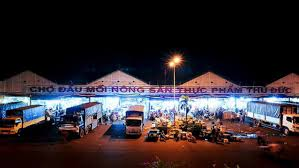 CHỢ ĐẦU MỐI NÔNG SẢN THỰC PHẨM THỦ ĐỨC